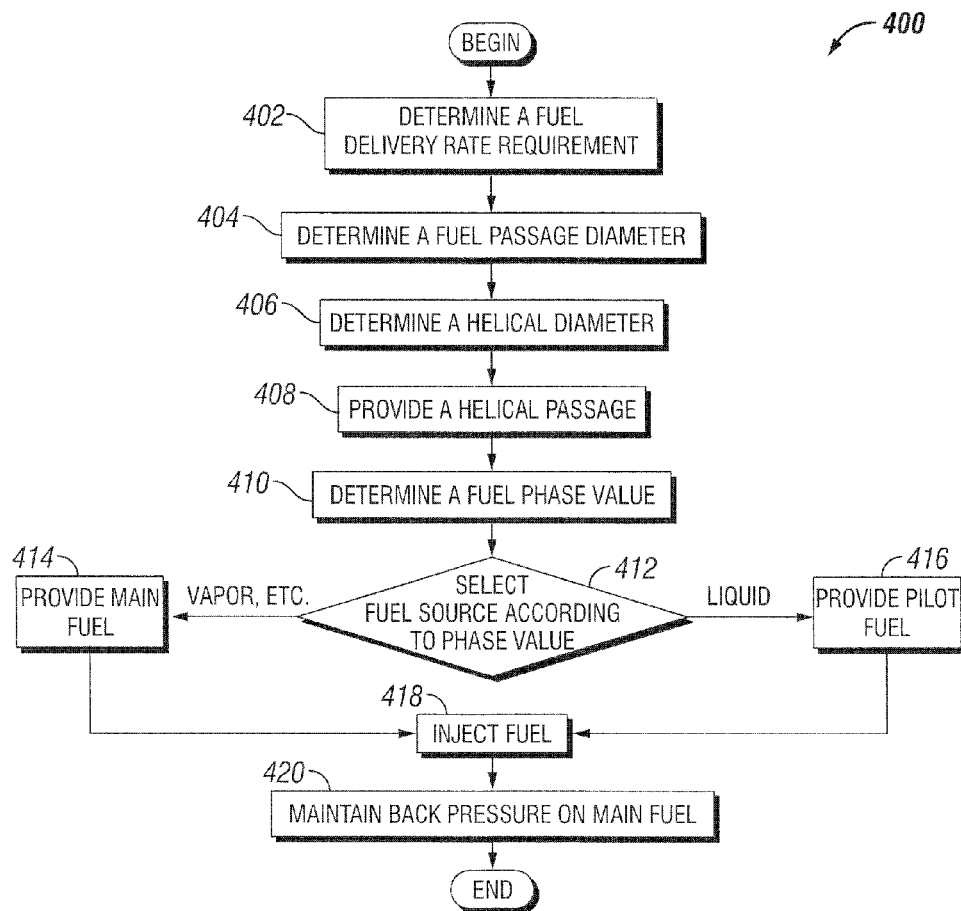 400
BEGIN
402
DETERMINE A FUEL
DELIVERY RATE REQUIREMENT
404
DETERMINE A FUEL PASSAGE DIAMETER
406
DETERMINE A HELICAL DIAMETER
408
PROVIDE A HELICAL PASSAGE
410
DETERMINE A FUEL PHASE VALUE
412
SELECT
FUEL SOURCE ACCORDING
TO PHASE VALUE
VAPOR, ETC.
LIQUID
414
PROVIDE MAIN
FUEL
416
PROVIDE PILOT
FUEL
418
INJECT FUEL
420
MAINTAIN BACK PRESSURE ON MAIN FUEL
END